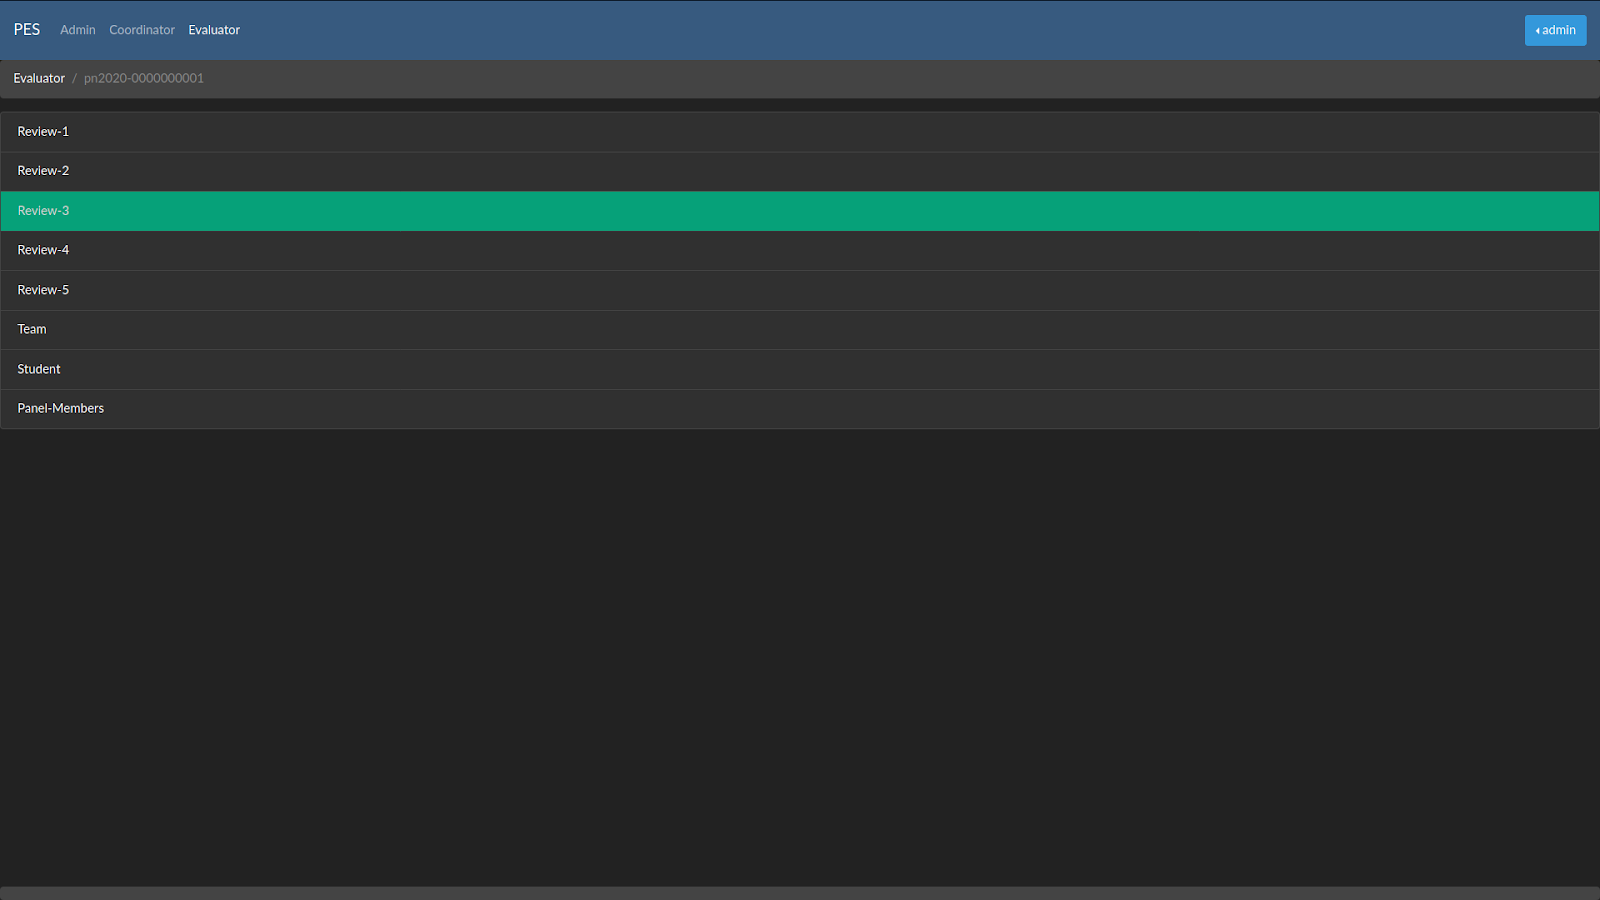 PES Admin Coordinator Evaluator admin
Evaluator / pn2020-0000000001
Review-1
Review-2
Review-3
Review-4
Review-5
Team
Student
Panel-Members